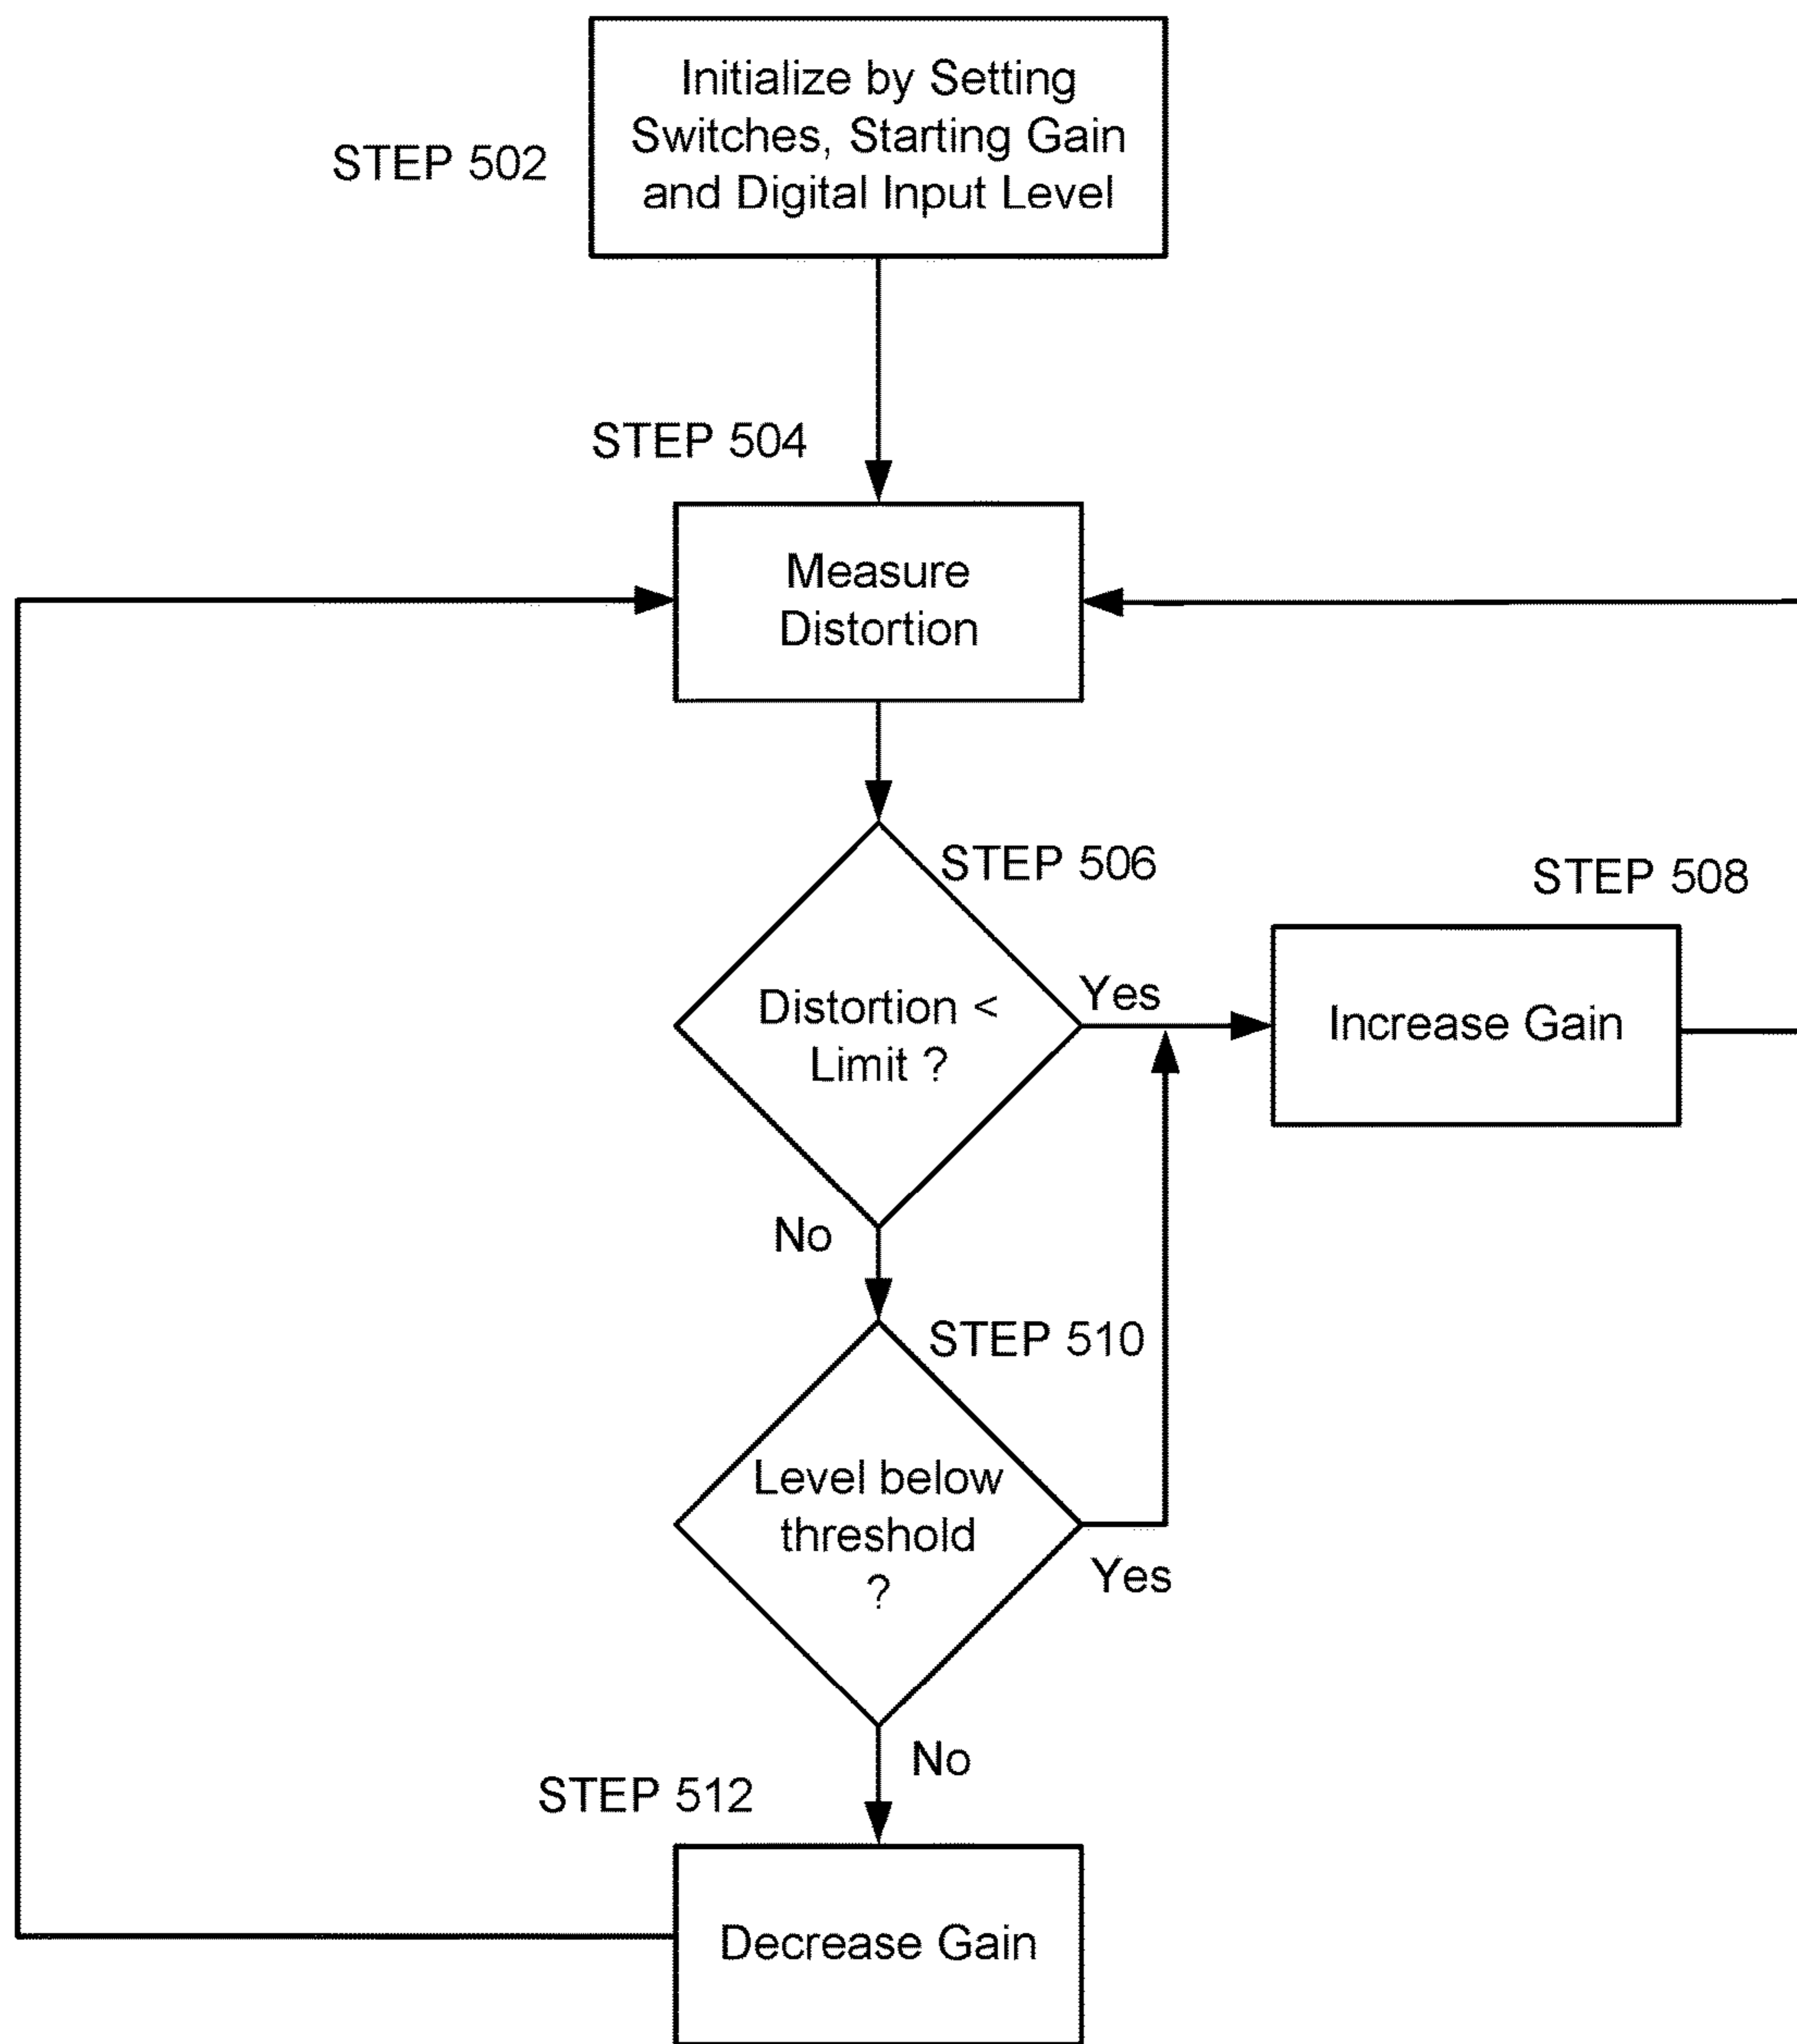 Initialize by Setting
Switches, Starting Gain
and Digital Input Level
STEP 502
STEP 504
Measure
Distortion
STEP 506
STEP 508
Distortion <
Limit ?
Yes
Increase Gain
No
STEP 510
Level below
threshold
?
Yes
No
STEP 512
Decrease Gain